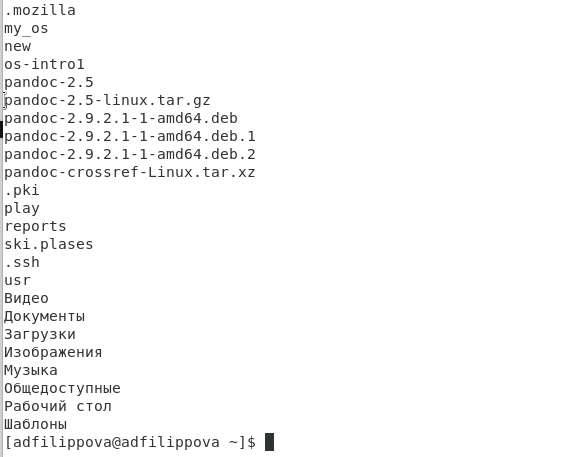 .mozilla
my_os
new
os-intro1
pandoc-2.5
pandoc-2.5-linux.tar.gz
pandoc-2.9.2.1-1-amd64.deb
pandoc-2.9.2.1-1-amd64.deb.1
pandoc-2.9.2.1-1-amd64.deb.2
pandoc-crossref-Linux.tar.xz
.pki
play
reports
ski.plases
.ssh
usr
Видео
Документы
Загрузки
Изображения
Музыка
Общедоступные
Рабочий стол
Шаблоны
[adfilippova@adfilippova ~]$